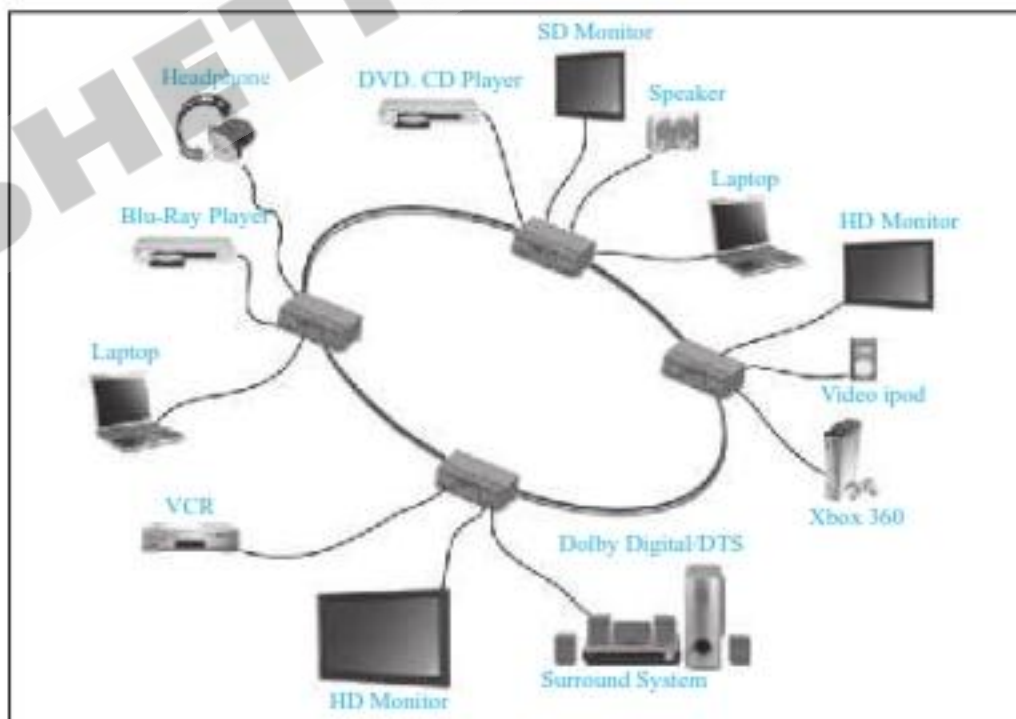 SD Monitor
Headphone
DVD. CD Player
Speaker
Laptop
Blu-Ray Player
HD Monitor
Laptop
Video ipod
VCR
Xbox 360
Dolby Digital/DTS
Surround System
HD Monitor